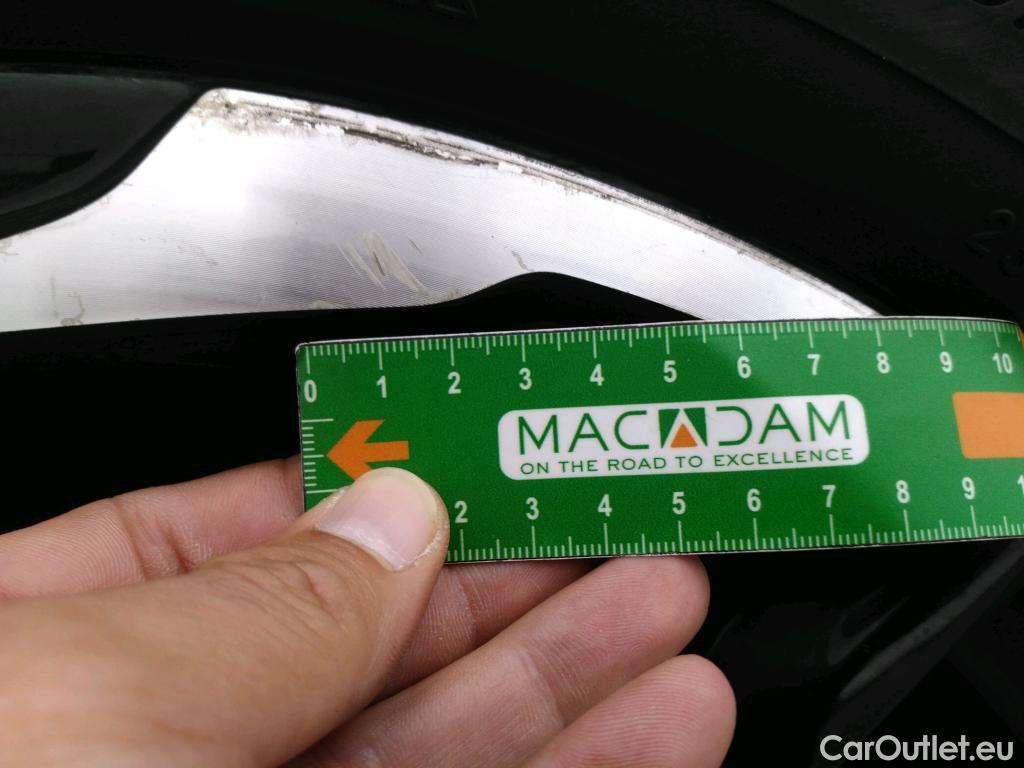 0 1 2 3 4 5 6 7 8 9 10
MACADAM
ON THE ROAD TO EXCELLENCE
2 3 4 5 6 7 8 9 1
CarOutlet.eu